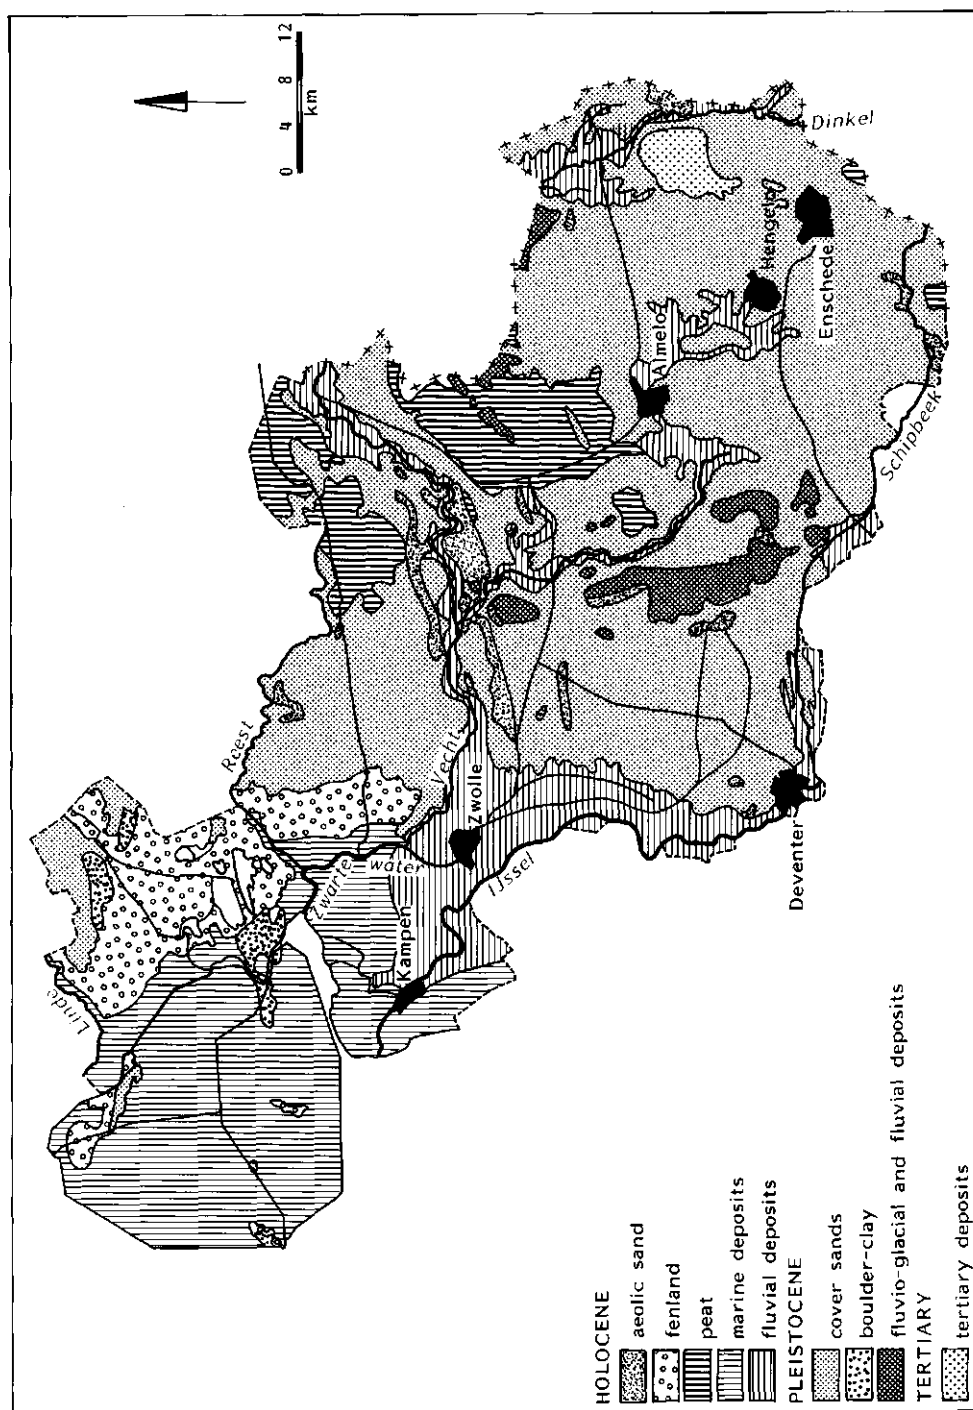 0 4 8 12
km
Linde
Reest
Zwarte water
Vecht
Kampen
Zwolle
IJssel
Deventer
Almelo
Hengelo
Enschede
Dinkel
Schipbeek
HOLOCENE
aeolic sand
fenland
peat
marine deposits
fluvial deposits
PLEISTOCENE
cover sands
boulder-clay
fluvio-glacial and fluvial deposits
TERTIARY
tertiary deposits